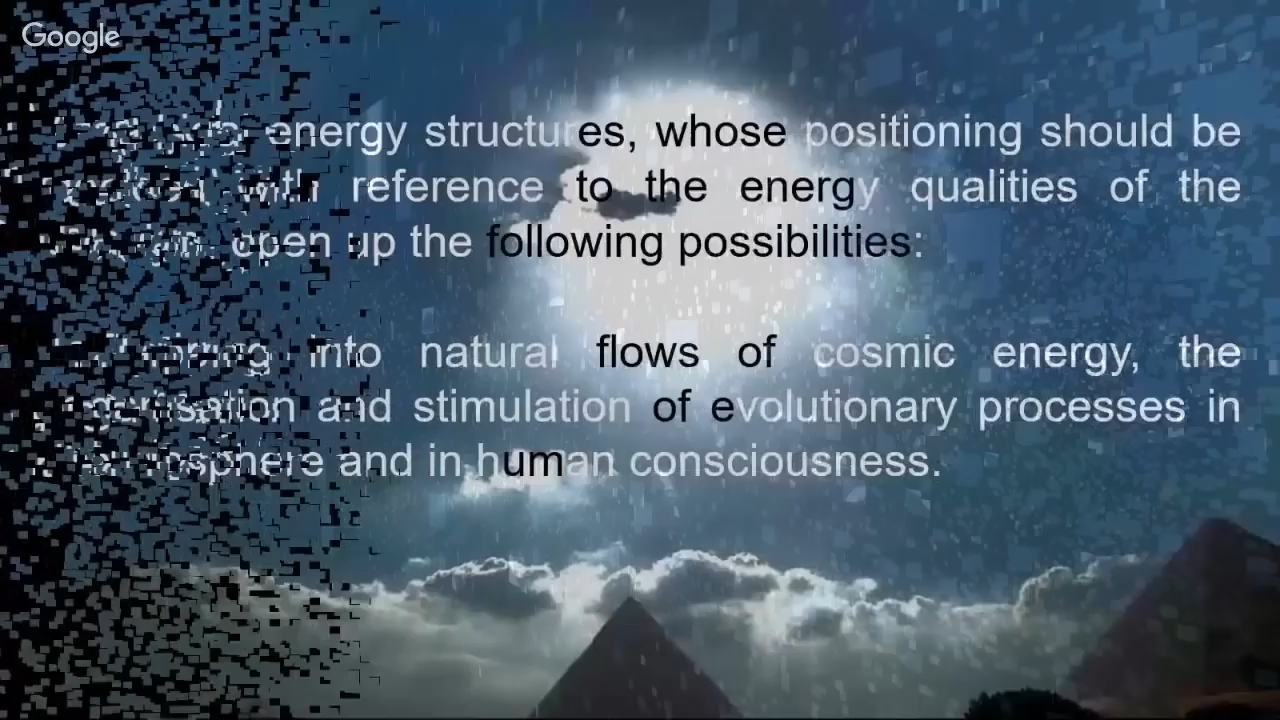 Google
energy structures, whose positioning should be
with reference to the energy qualities of the
open up the following possibilities:
into natural flows of cosmic energy, the
and stimulation of evolutionary processes in
and in human consciousness.